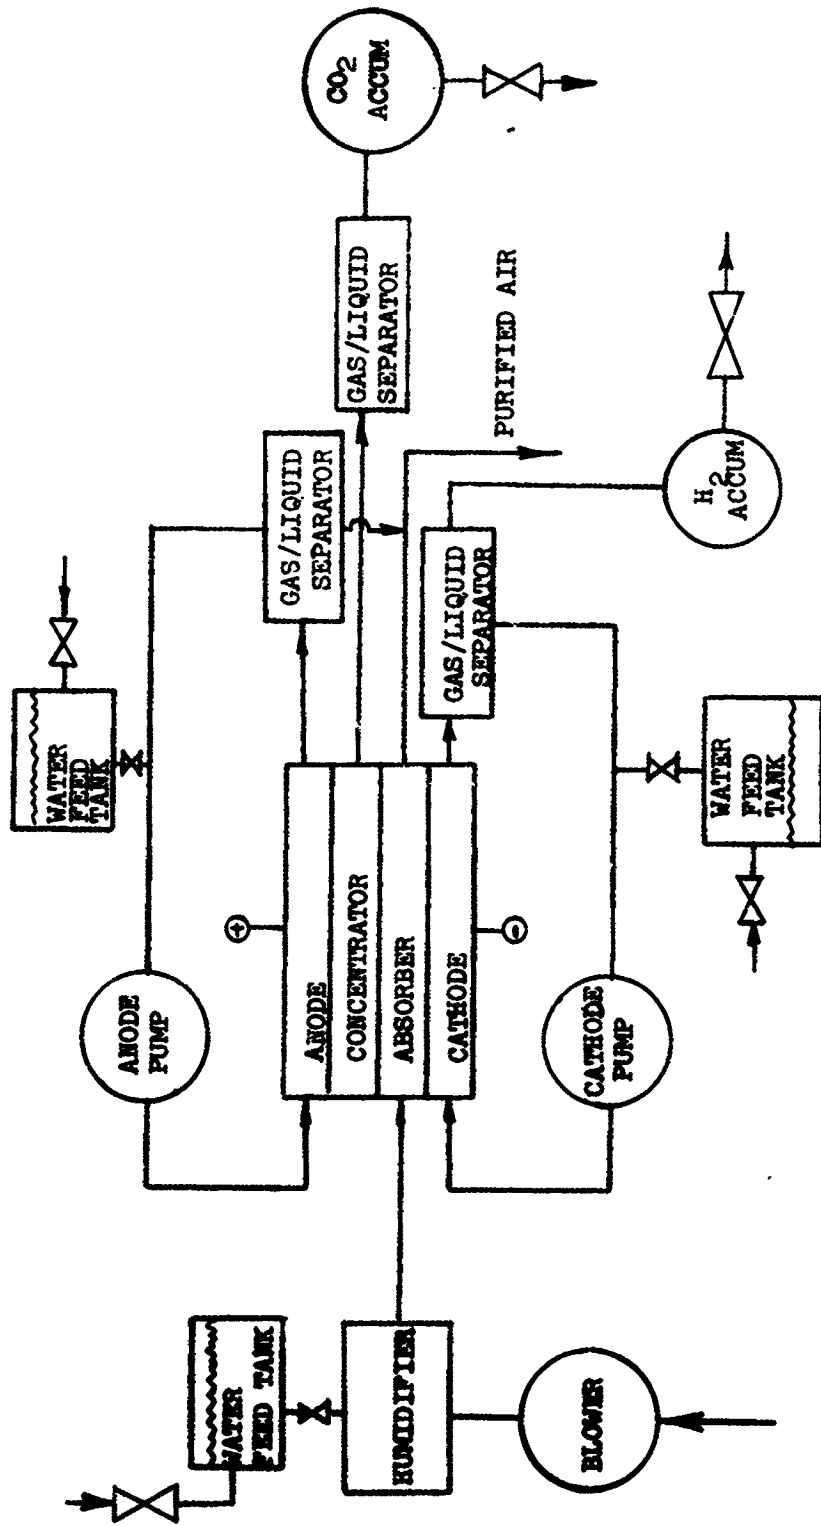 WATER
FEED TANK
HUMIDIFIER
BLOWER
ANODE
PUMP
WATER
FEED
TANK
+
ANODE
CONCENTRATOR
ABSORBER
CATHODE
-
CATHODE
PUMP
WATER
FEED
TANK
GAS/LIQUID
SEPARATOR
GAS/LIQUID
SEPARATOR
GAS/LIQUID
SEPARATOR
PURIFIED AIR
CO2
ACCUM
H2
ACCUM